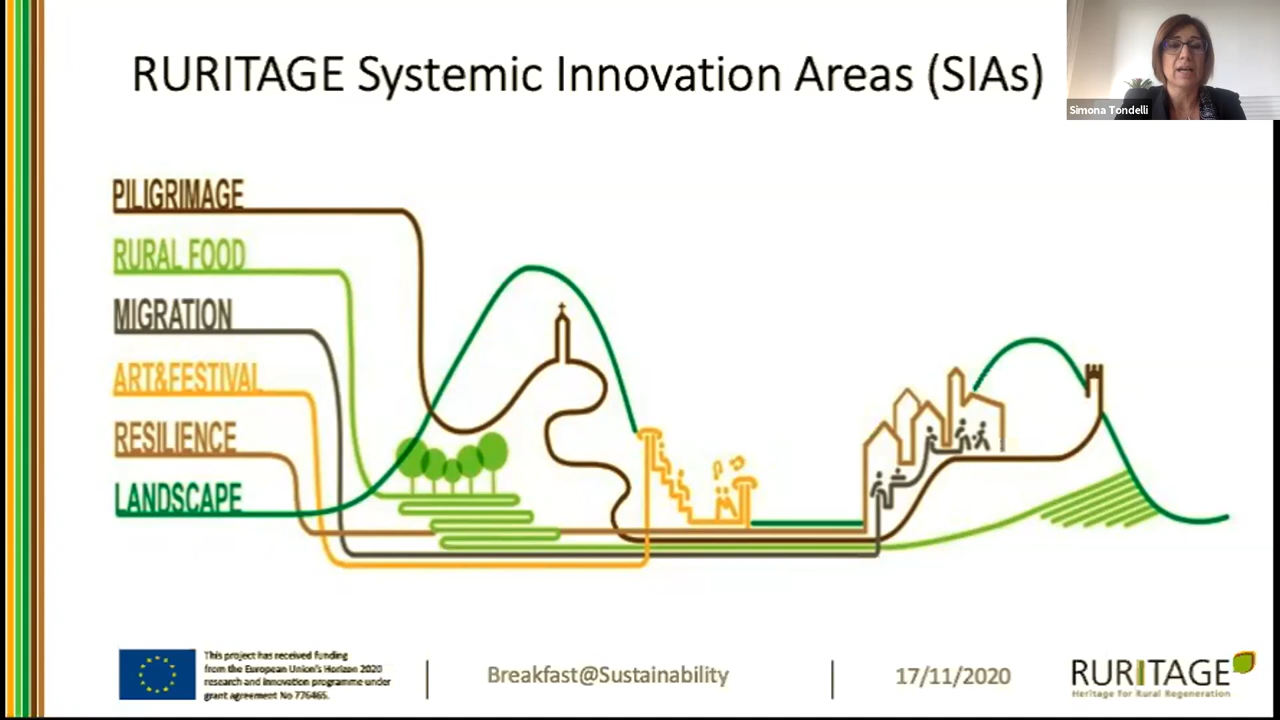 RURITAGE Systemic Innovation Areas (SIAs)
Simona Tondelli
PILIGRIMAGE
RURAL FOOD
MIGRATION
ART&FESTIVAL
RESILIENCE
LANDSCAPE
This project has received funding
from the European Union's Horizon 2020
research and innovation programme under
grant agreement No 776465.
Breakfast@Sustainability
17/11/2020
RURITAGE
Heritage for Rural Regeneration